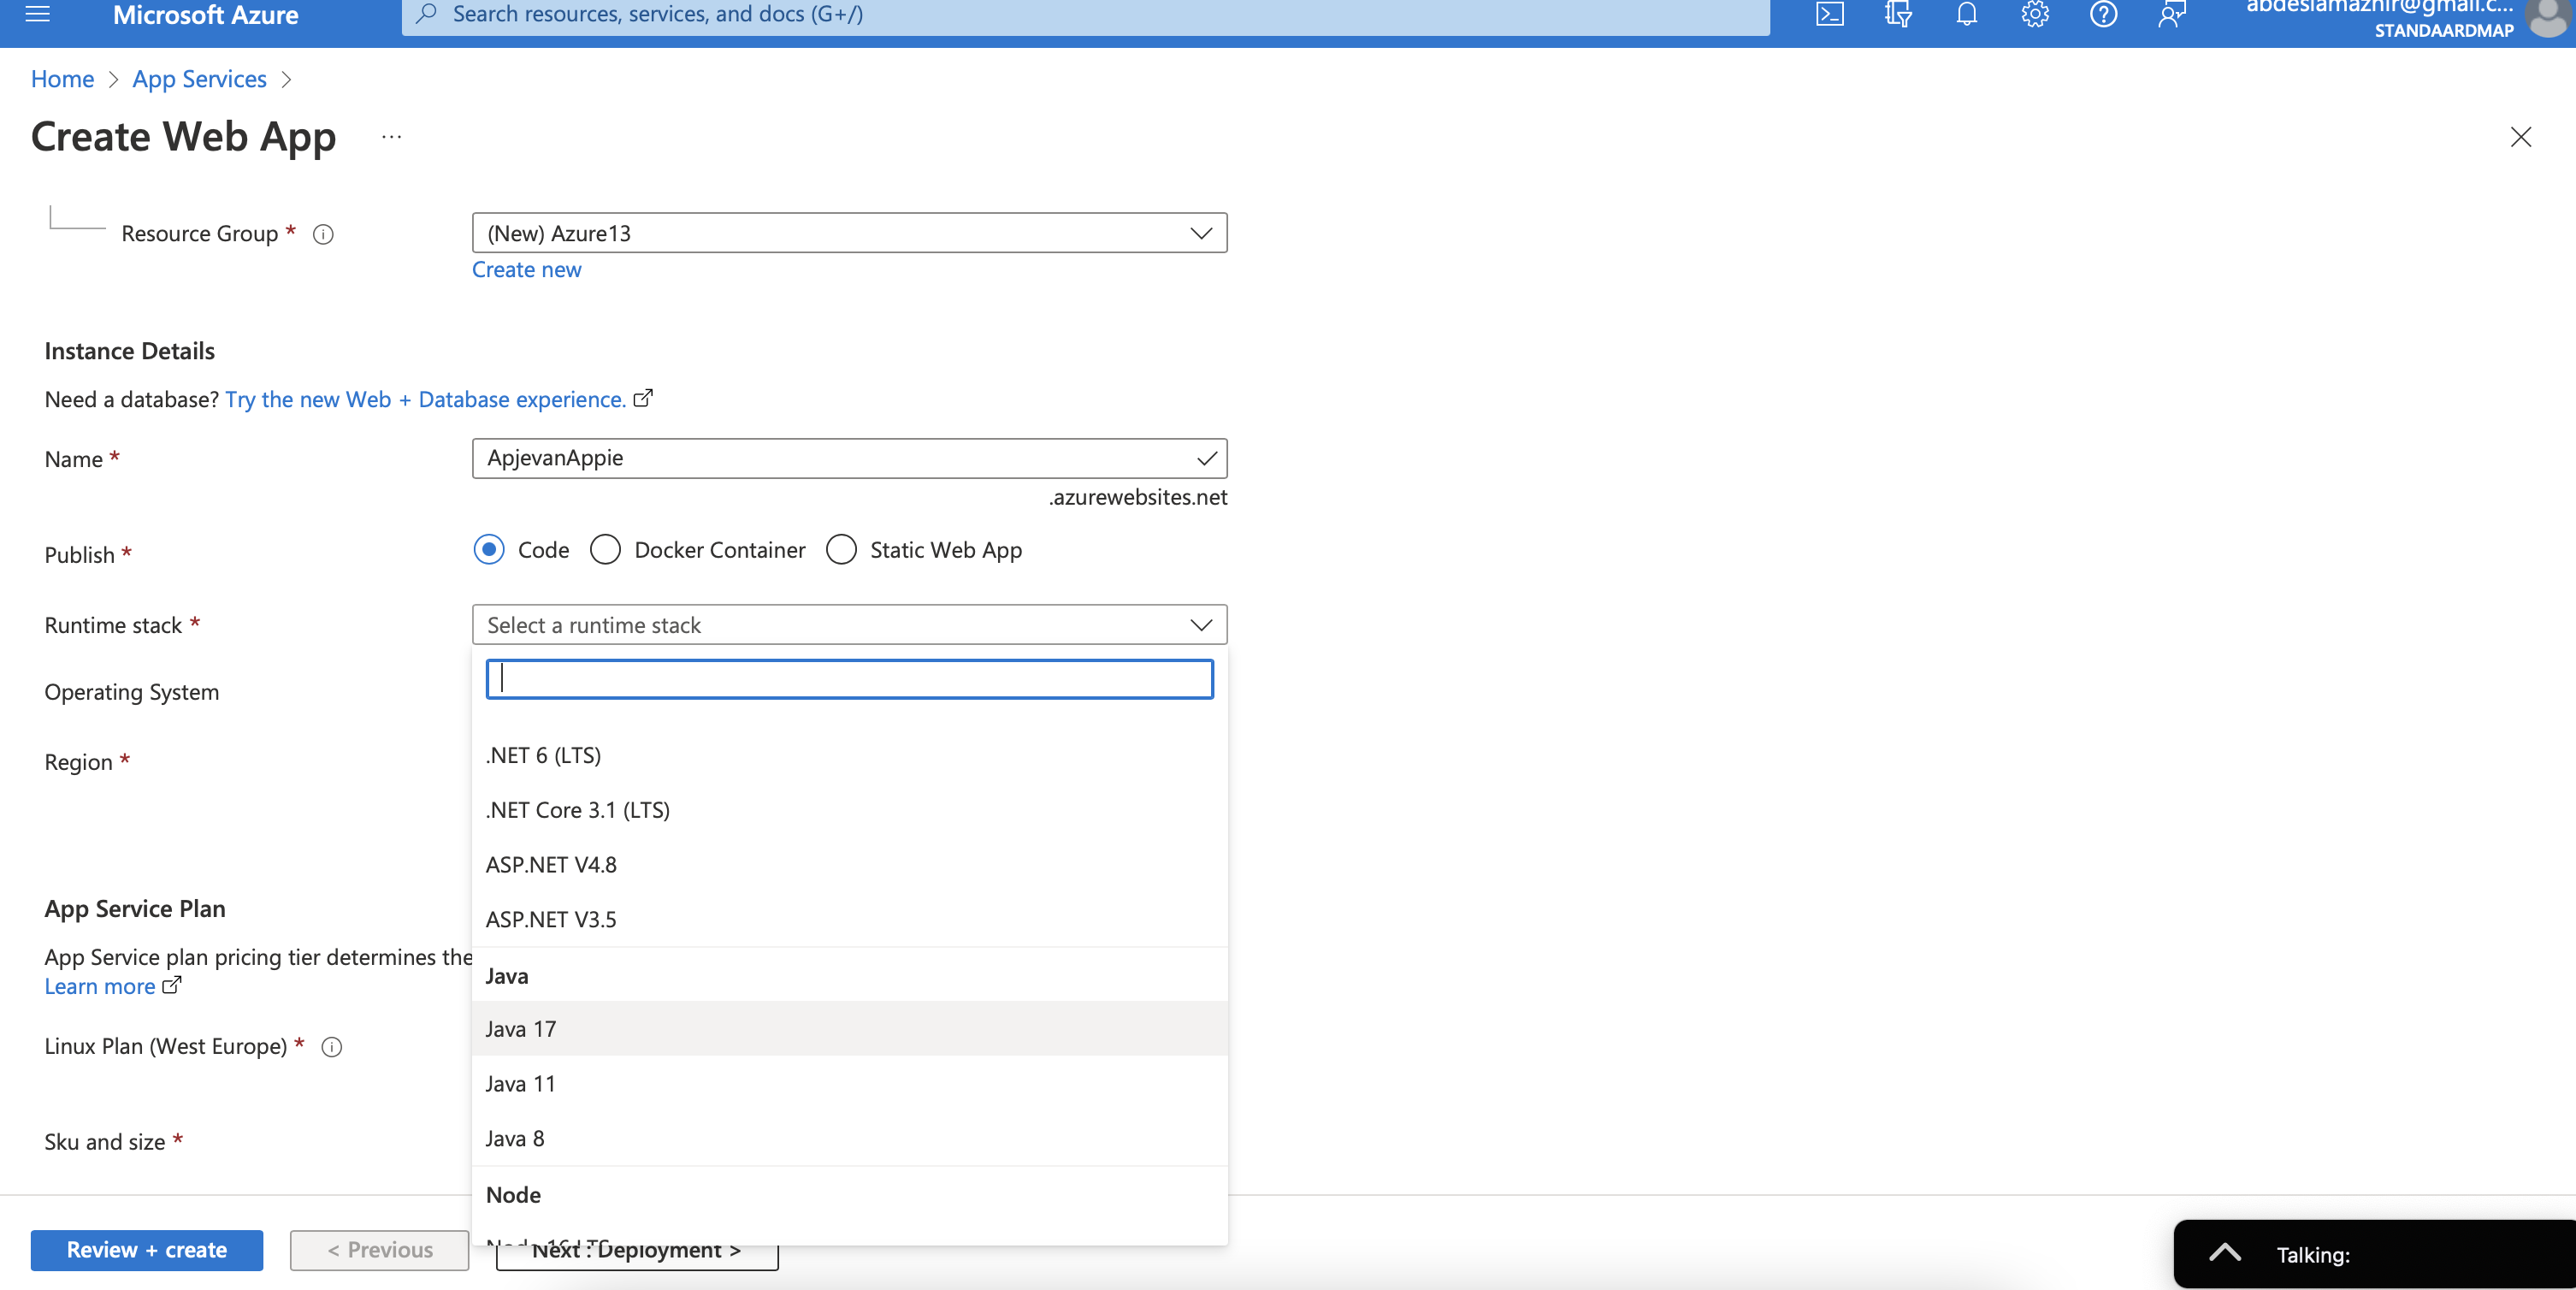 Microsoft Azure
Search resources, services, and docs (G+/)
abdeslamazhir@gmail.c...
STANDAARDMAP
Home > App Services >
Create Web App ...
Resource Group *
(New) Azure13
Create new
Instance Details
Need a database? Try the new Web + Database experience.
Name *
ApjevanAppie
.azurewebsites.net
Publish *
Code
Docker Container
Static Web App
Runtime stack *
Select a runtime stack
Operating System
Region *
.NET 6 (LTS)
.NET Core 3.1 (LTS)
ASP.NET V4.8
ASP.NET V3.5
Java
Java 17
Java 11
Java 8
Node
Node 16 LTS
App Service Plan
App Service plan pricing tier determines the
Learn more
Linux Plan (West Europe) *
Sku and size *
Review + create
< Previous
Next : Deployment >
Talking: